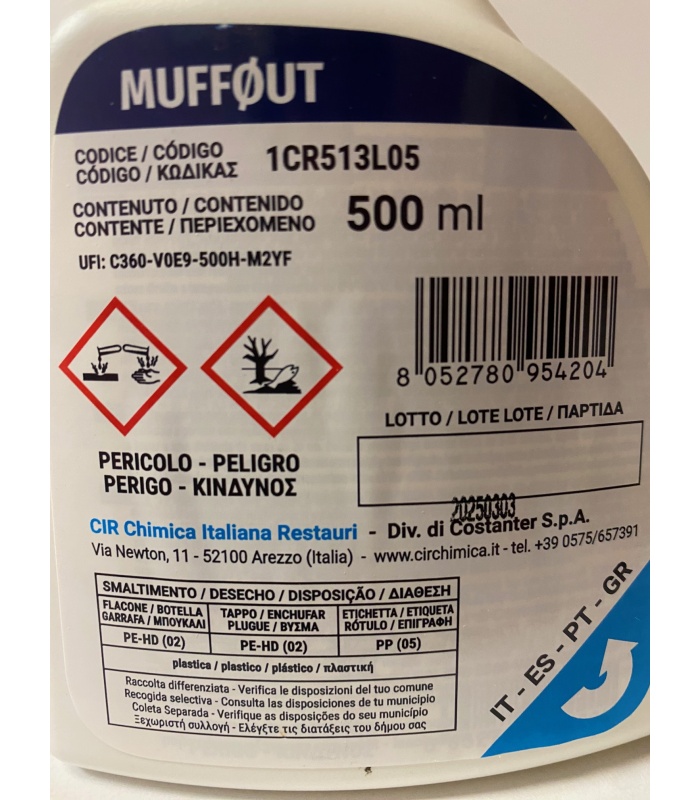 MUFFØUT
CODICE / CÓDIGO
CÓDIGO / ΚΩΔΙΚΑΣ
1CR513L05
CONTENUTO / CONTENIDO
CONTENTE / ΠΕΡΙΕΧΟΜΕΝΟ
500 ml
UFI: C360-V0E9-500H-M2YF
8 052780 954204
LOTTO / LOTE LOTE / ΠΑΡΤΙΔΑ
PERICOLO - PELIGRO
PERIGO - ΚΙΝΔΥΝΟΣ
20250303
CIR Chimica Italiana Restauri - Div. di Costanter S.p.A.
Via Newton, 11 - 52100 Arezzo (Italia) - www.circhimica.it - tel. +39 0575/657391
SMALTIMENTO / DESECHO / DISPOSIÇÃO / ΔΙΑΘΕΣΗ
FLACONE / BOTELLA
GARRAFA / ΜΠΟΥΚΑΛΙ
TAPPO / ENCHUFAR
PLUGUE / ΒΥΣΜΑ
ETICHETTA / ETIQUETA
RÓTULO / ΕΠΙΓΡΑΦΗ
PE-HD (02)
PE-HD (02)
PP (05)
plastica / plastico / plástico / πλαστική
Raccolta differenziata - Verifica le disposizioni del tuo comune
Recogida selectiva - Consulta las disposiciones de tu município
Coleta Separada - Verifique as disposições do seu município
Ξεχωριστή συλλογή - Ελέγξτε τις διατάξεις του δήμου σας
IT - ES - PT - GR